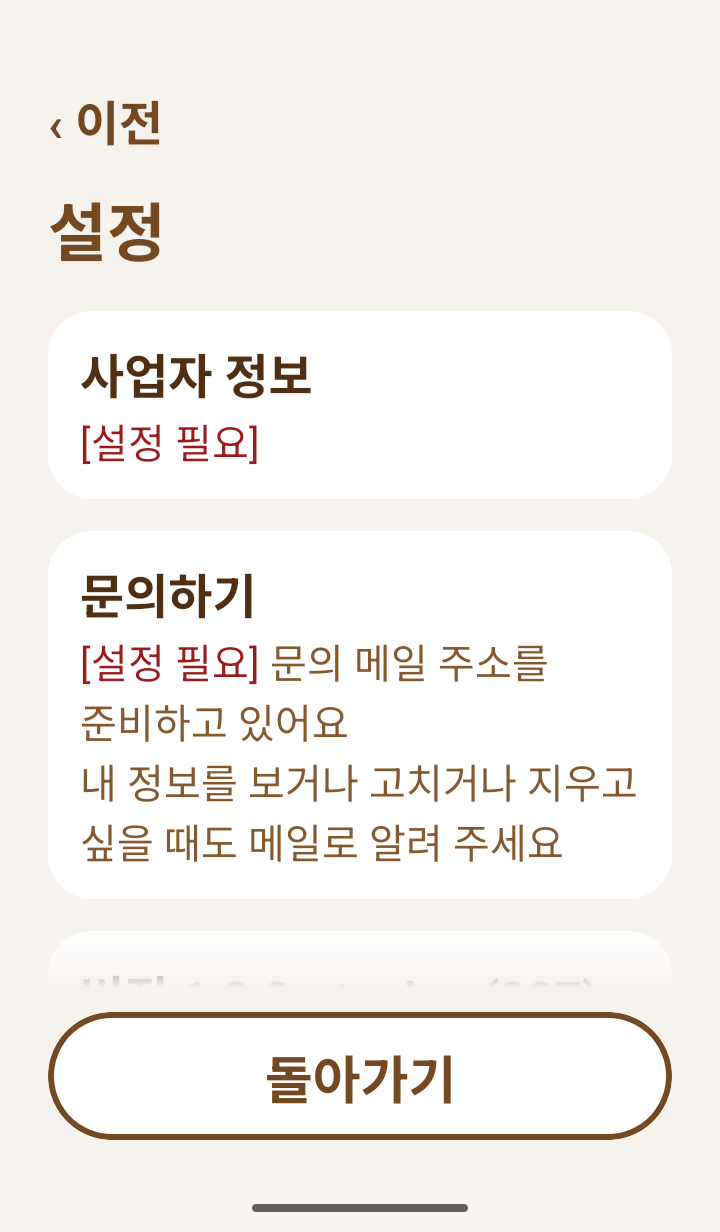 ‹ 이전
설정
사업자 정보
[설정 필요]
문의하기
[설정 필요] 문의 메일 주소를
준비하고 있어요
내 정보를 보거나 고치거나 지우고
싶을 때도 메일로 알려 주세요
돌아가기